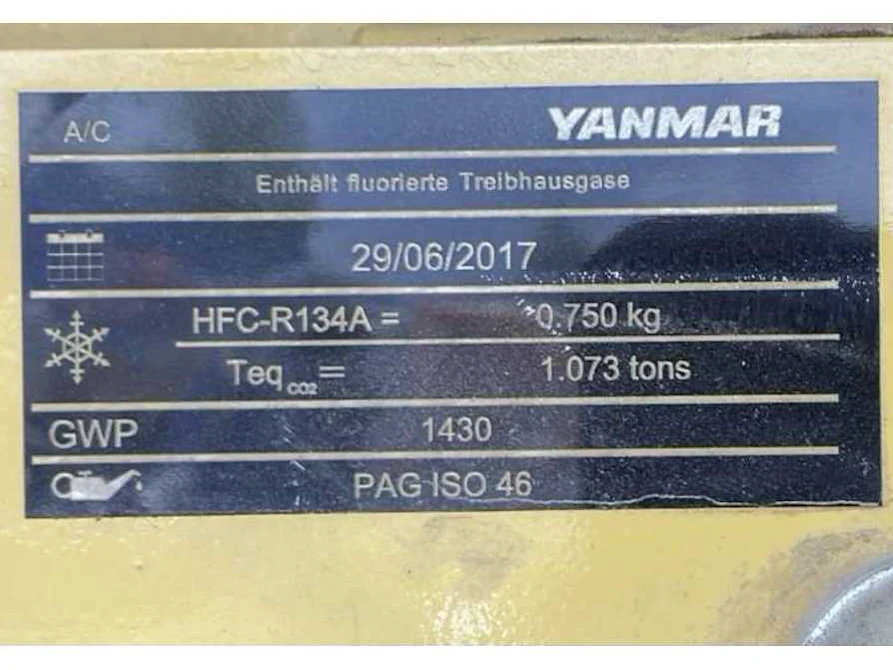 A/C YANMAR
Enthält fluorierte Treibhausgase
29/06/2017
HFC-R134A = 0.750 kg
Teq CO2 = 1.073 tons
GWP 1430
PAG ISO 46